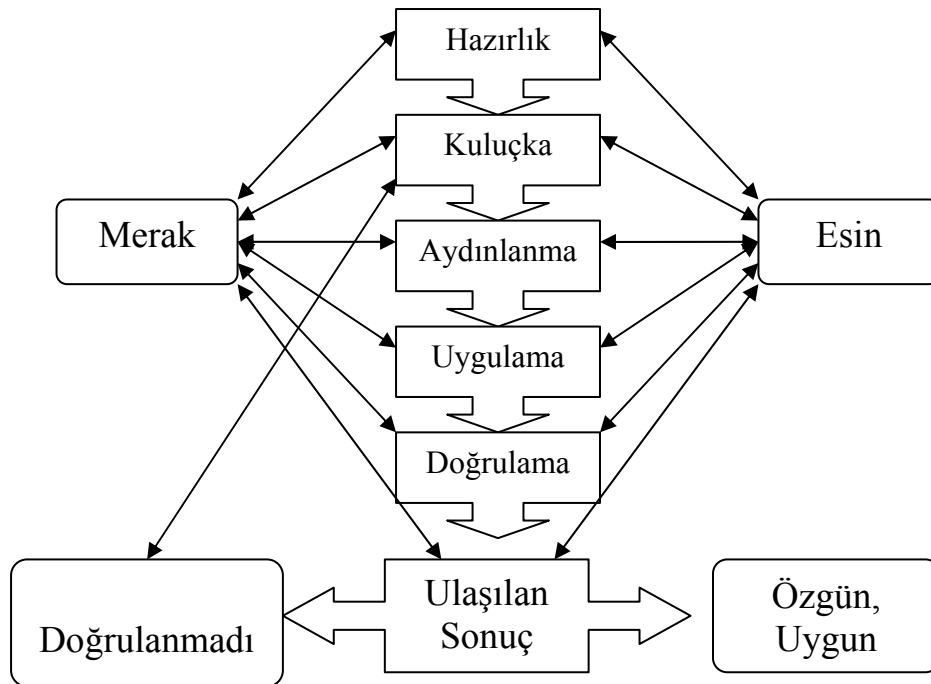 Hazırlık
Kuluçka
Merak
Aydınlanma
Esin
Uygulama
Doğrulama
Doğrulanmadı
Ulaşılan
Sonuç
Özgün,
Uygun